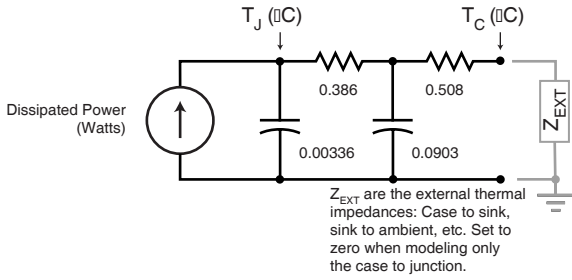 T_J (▯C)
T_C (▯C)
0.386
0.508
Dissipated Power
(Watts)
Z_EXT
0.00336
0.0903
Z_EXT are the external thermal
impedances: Case to sink,
sink to ambient, etc. Set to
zero when modeling only
the case to junction.